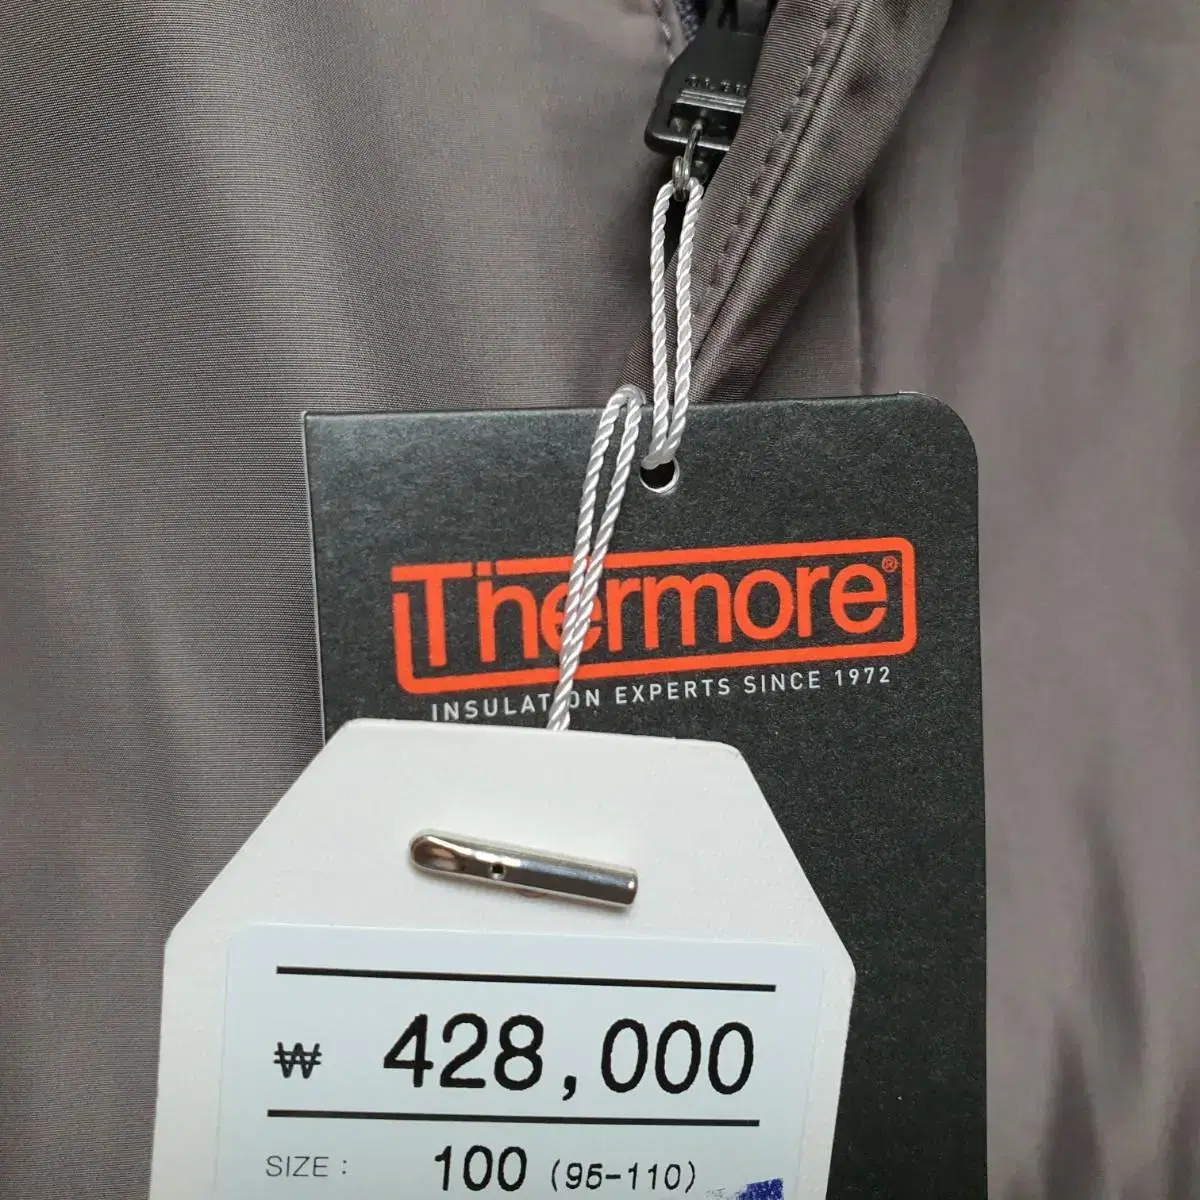 Thermore®
INSULATION EXPERTS SINCE 1972
₩ 428,000
SIZE : 100 (95-110)